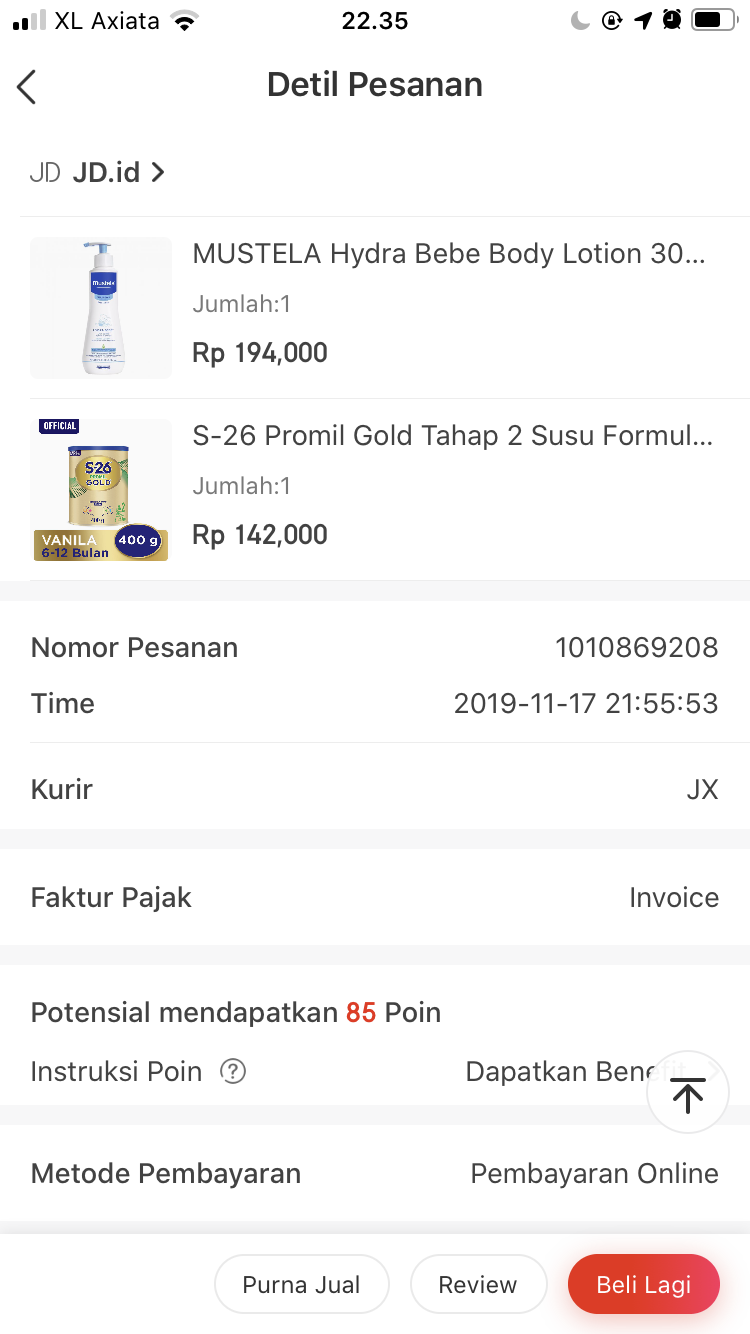 XL Axiata
22.35
Detil Pesanan
JD JD.id
MUSTELA Hydra Bebe Body Lotion 30...
Jumlah:1
Rp 194,000
mustela
OFFICIAL
S-26
GOLD
VANILA
400 g
6-12 Bulan
S-26 Promil Gold Tahap 2 Susu Formul...
Jumlah:1
Rp 142,000
Nomor Pesanan 1010869208
Time 2019-11-17 21:55:53
Kurir JX
Faktur Pajak Invoice
Potensial mendapatkan 85 Poin
Instruksi Poin ? Dapatkan Benefit
Metode Pembayaran Pembayaran Online
Purna Jual Review Beli Lagi